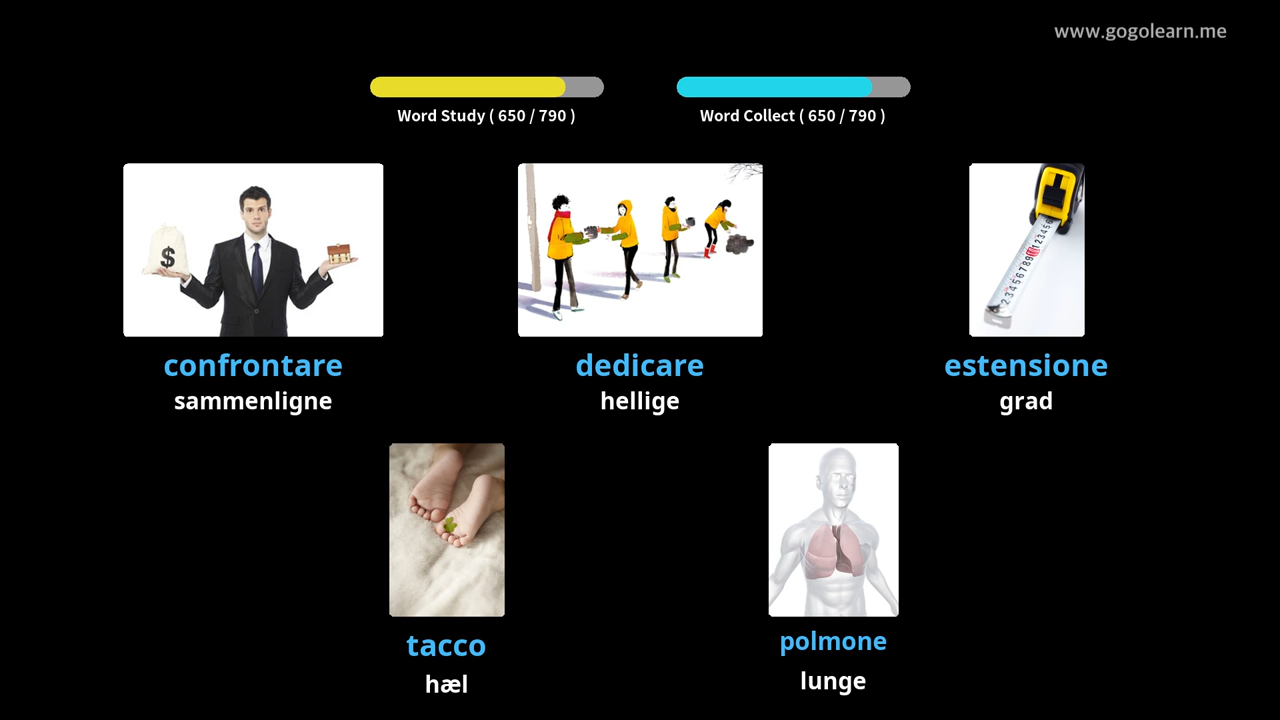 www.gogolearn.me
Word Study ( 650 / 790 )
Word Collect ( 650 / 790 )
$
confrontare
sammenligne
dedicare
hellige
estensione
grad
tacco
hæl
polmone
lunge